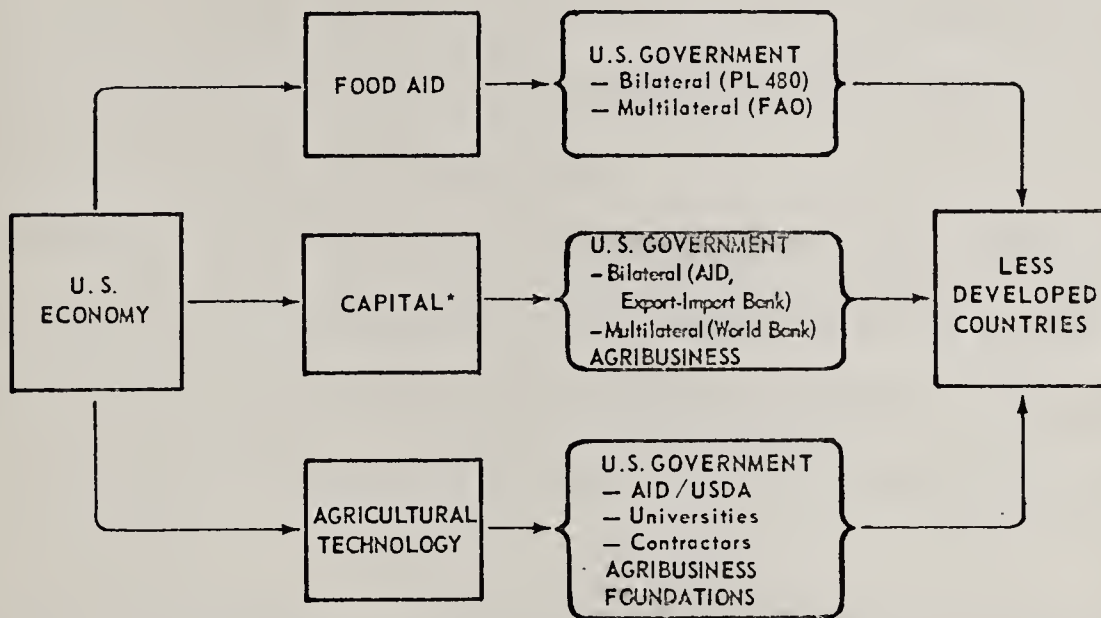 FOOD AID
U.S. GOVERNMENT
— Bilateral (PL 480)
— Multilateral (FAO)
U.S.
ECONOMY
CAPITAL*
U.S. GOVERNMENT
— Bilateral (AID,
Export-Import Bank)
— Multilateral (World Bank)
AGRIBUSINESS
LESS
DEVELOPED
COUNTRIES
AGRICULTURAL
TECHNOLOGY
U.S. GOVERNMENT
— AID/USDA
— Universities
— Contractors
AGRIBUSINESS
FOUNDATIONS